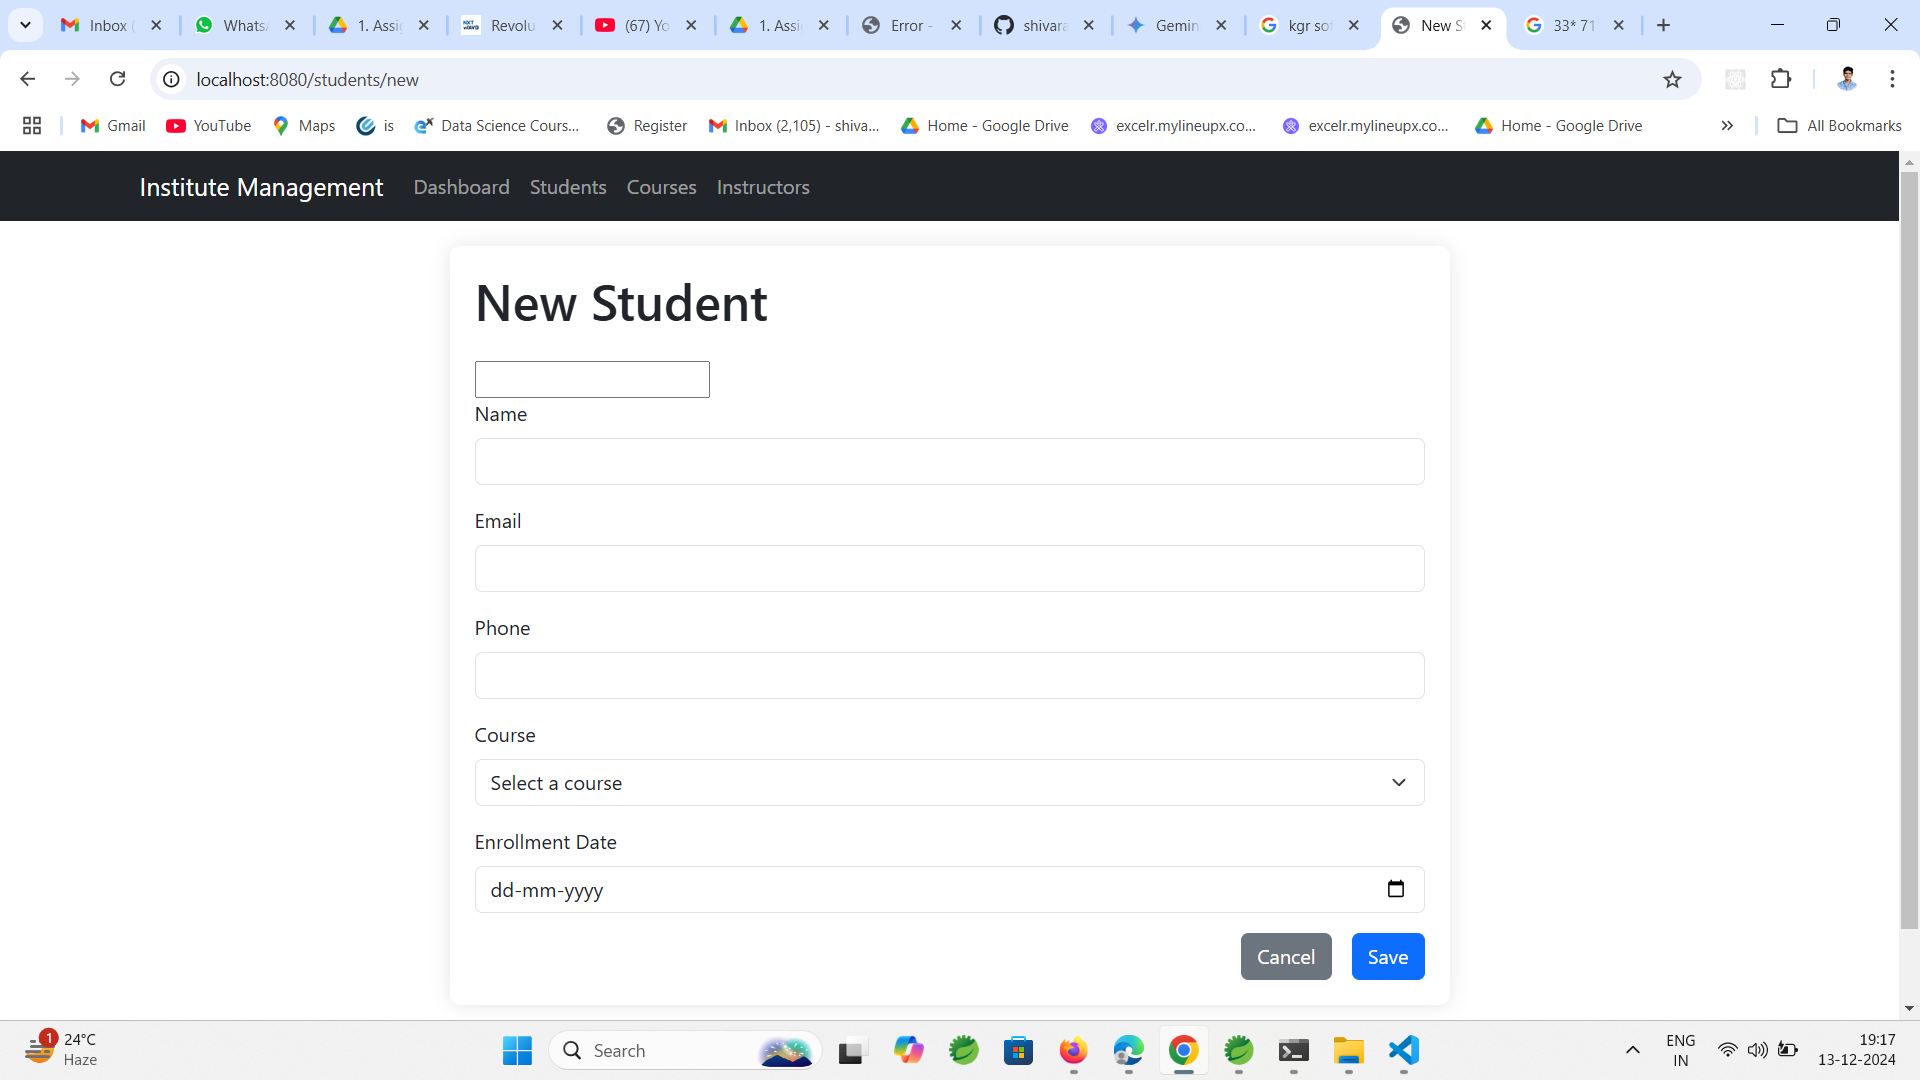 Inbox (
WhatsA
1. Assig
Revolu
(67) Yo
1. Assi
Error -
shivara
Gemin
kgr sof
New S
33* 71
localhost:8080/students/new
Gmail
YouTube
Maps
is
Data Science Cours...
Register
Inbox (2,105) - shiva...
Home - Google Drive
excelr.mylineupx.co...
excelr.mylineupx.co...
Home - Google Drive
All Bookmarks
Institute Management
Dashboard
Students
Courses
Instructors
New Student
Name
Email
Phone
Course
Select a course
Enrollment Date
dd-mm-yyyy
Cancel
Save
1
24°C
Haze
Search
ENG
IN
19:17
13-12-2024